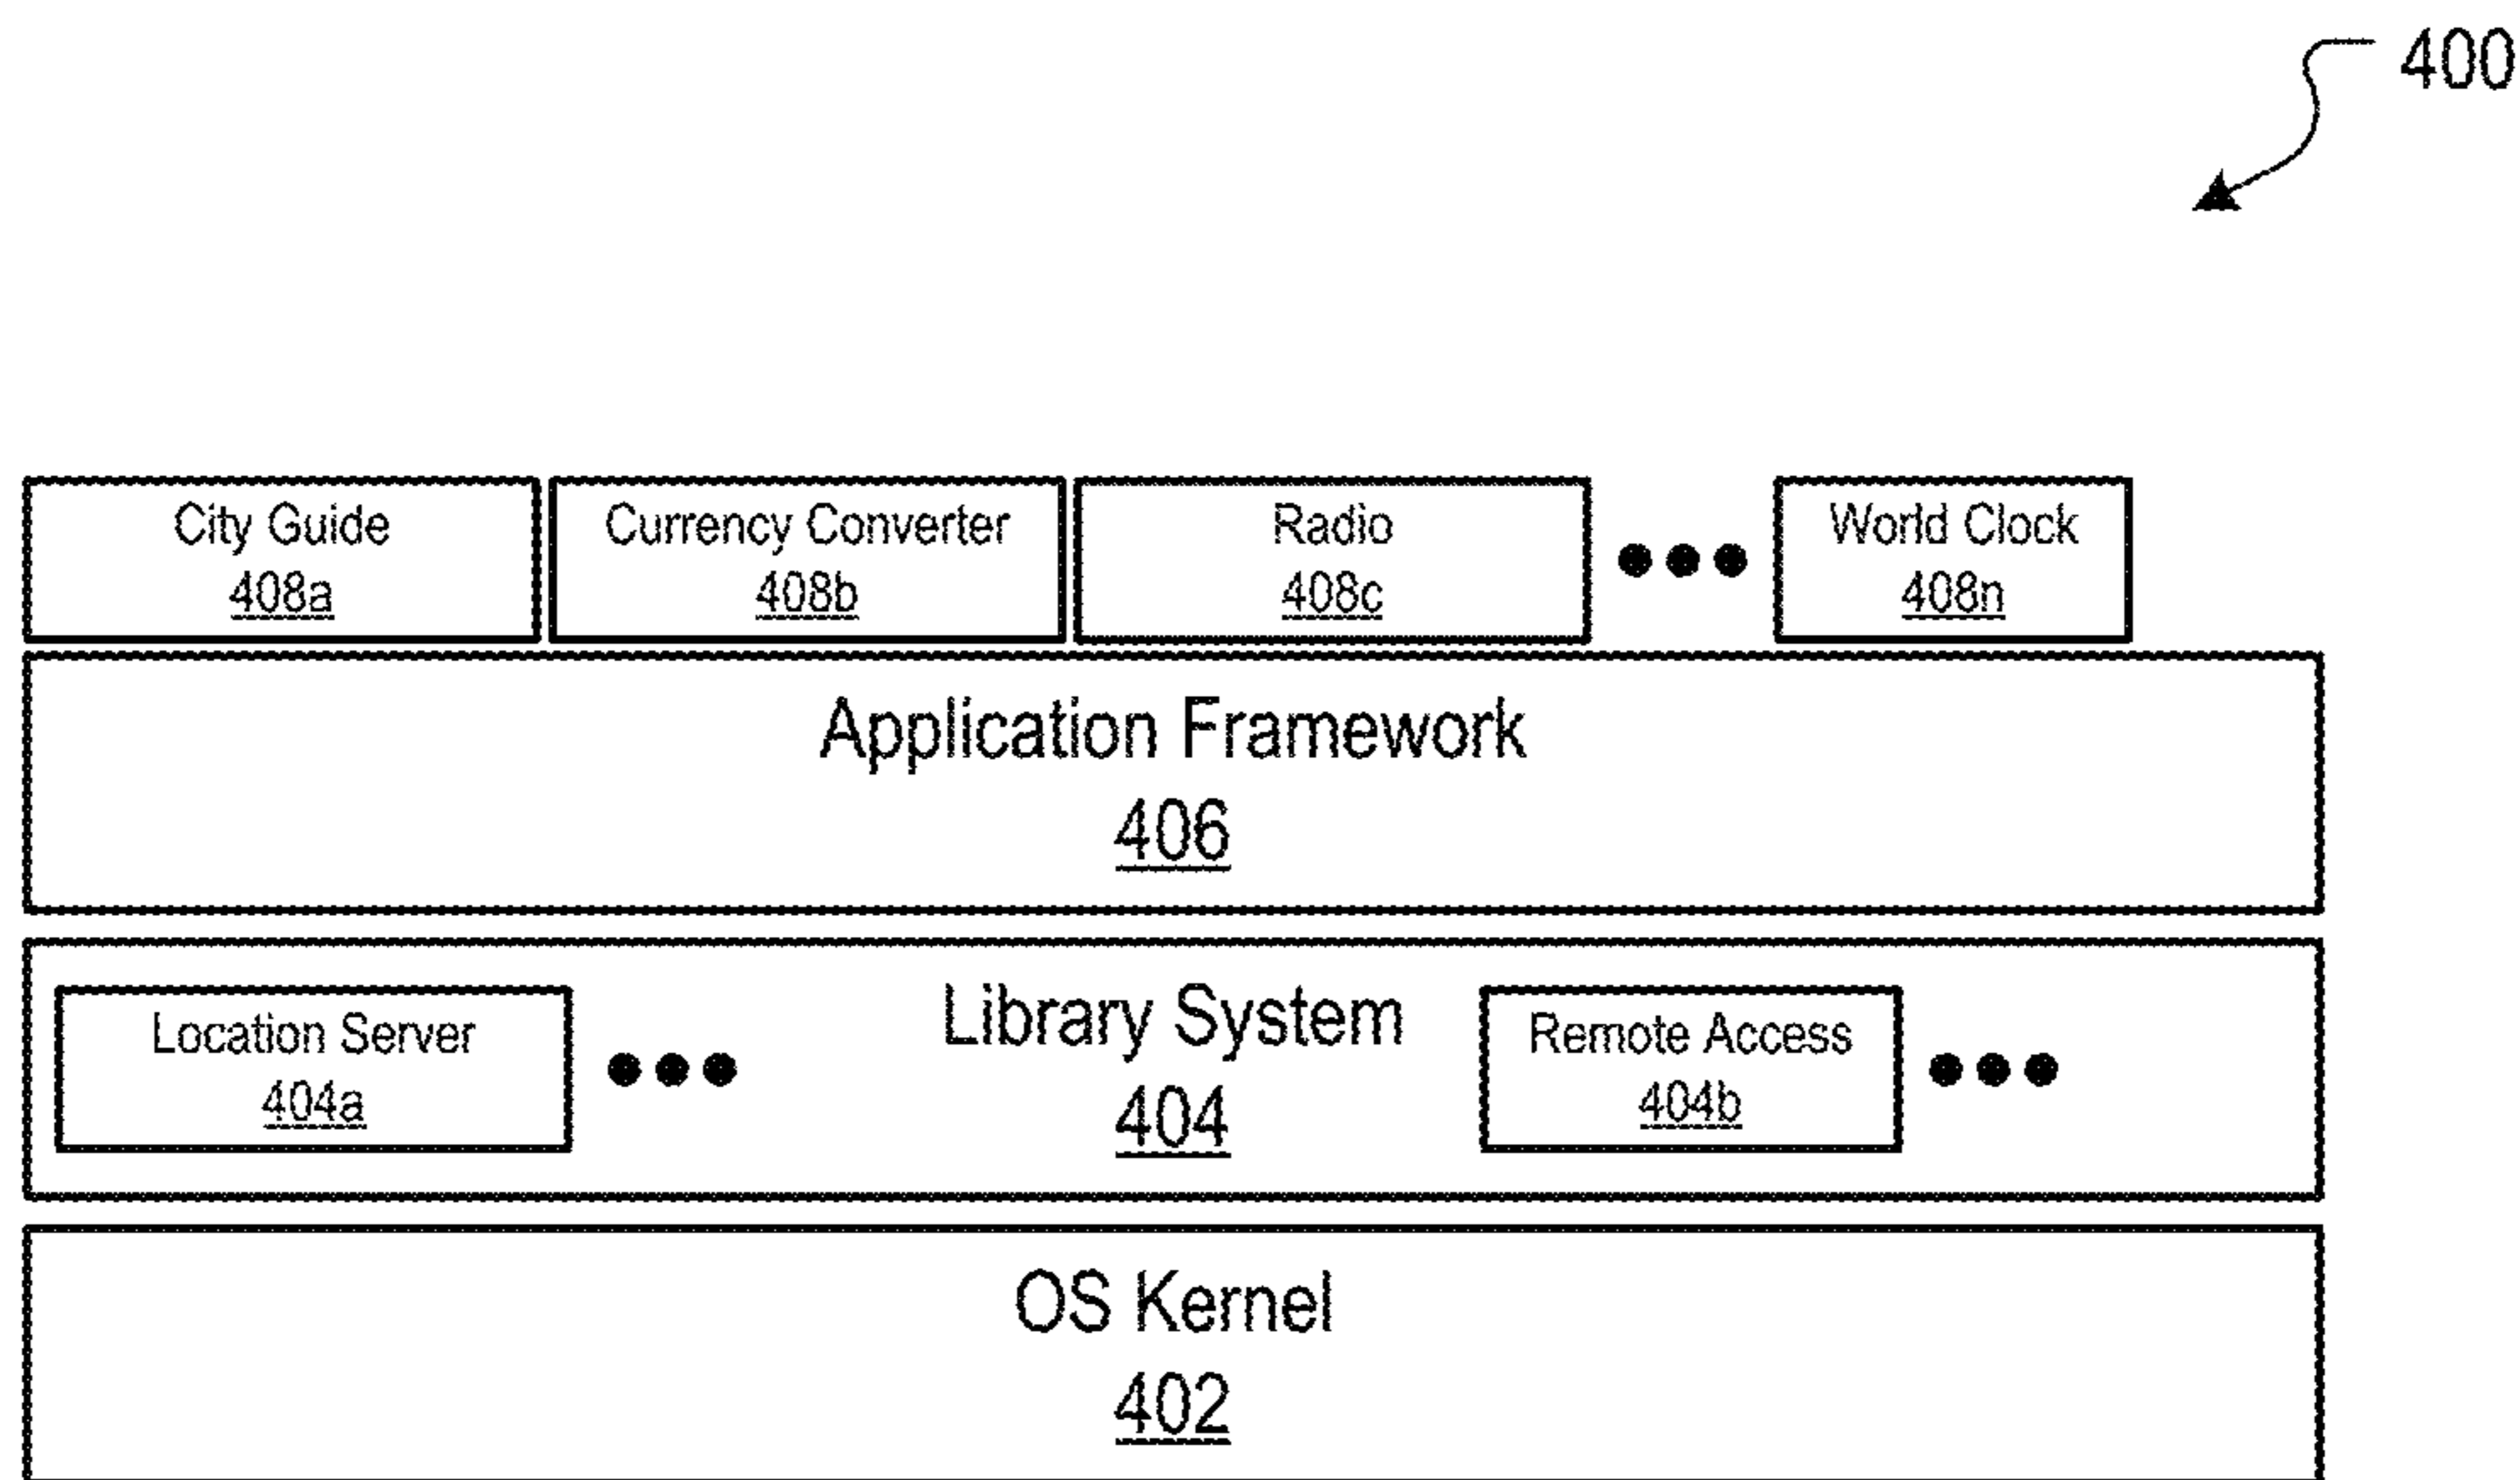 400
City Guide
408a
Currency Converter
408b
Radio
408c
World Clock
408n
Application Framework
406
Location Server
404a
Library System
404
Remote Access
404b
OS Kernel
402